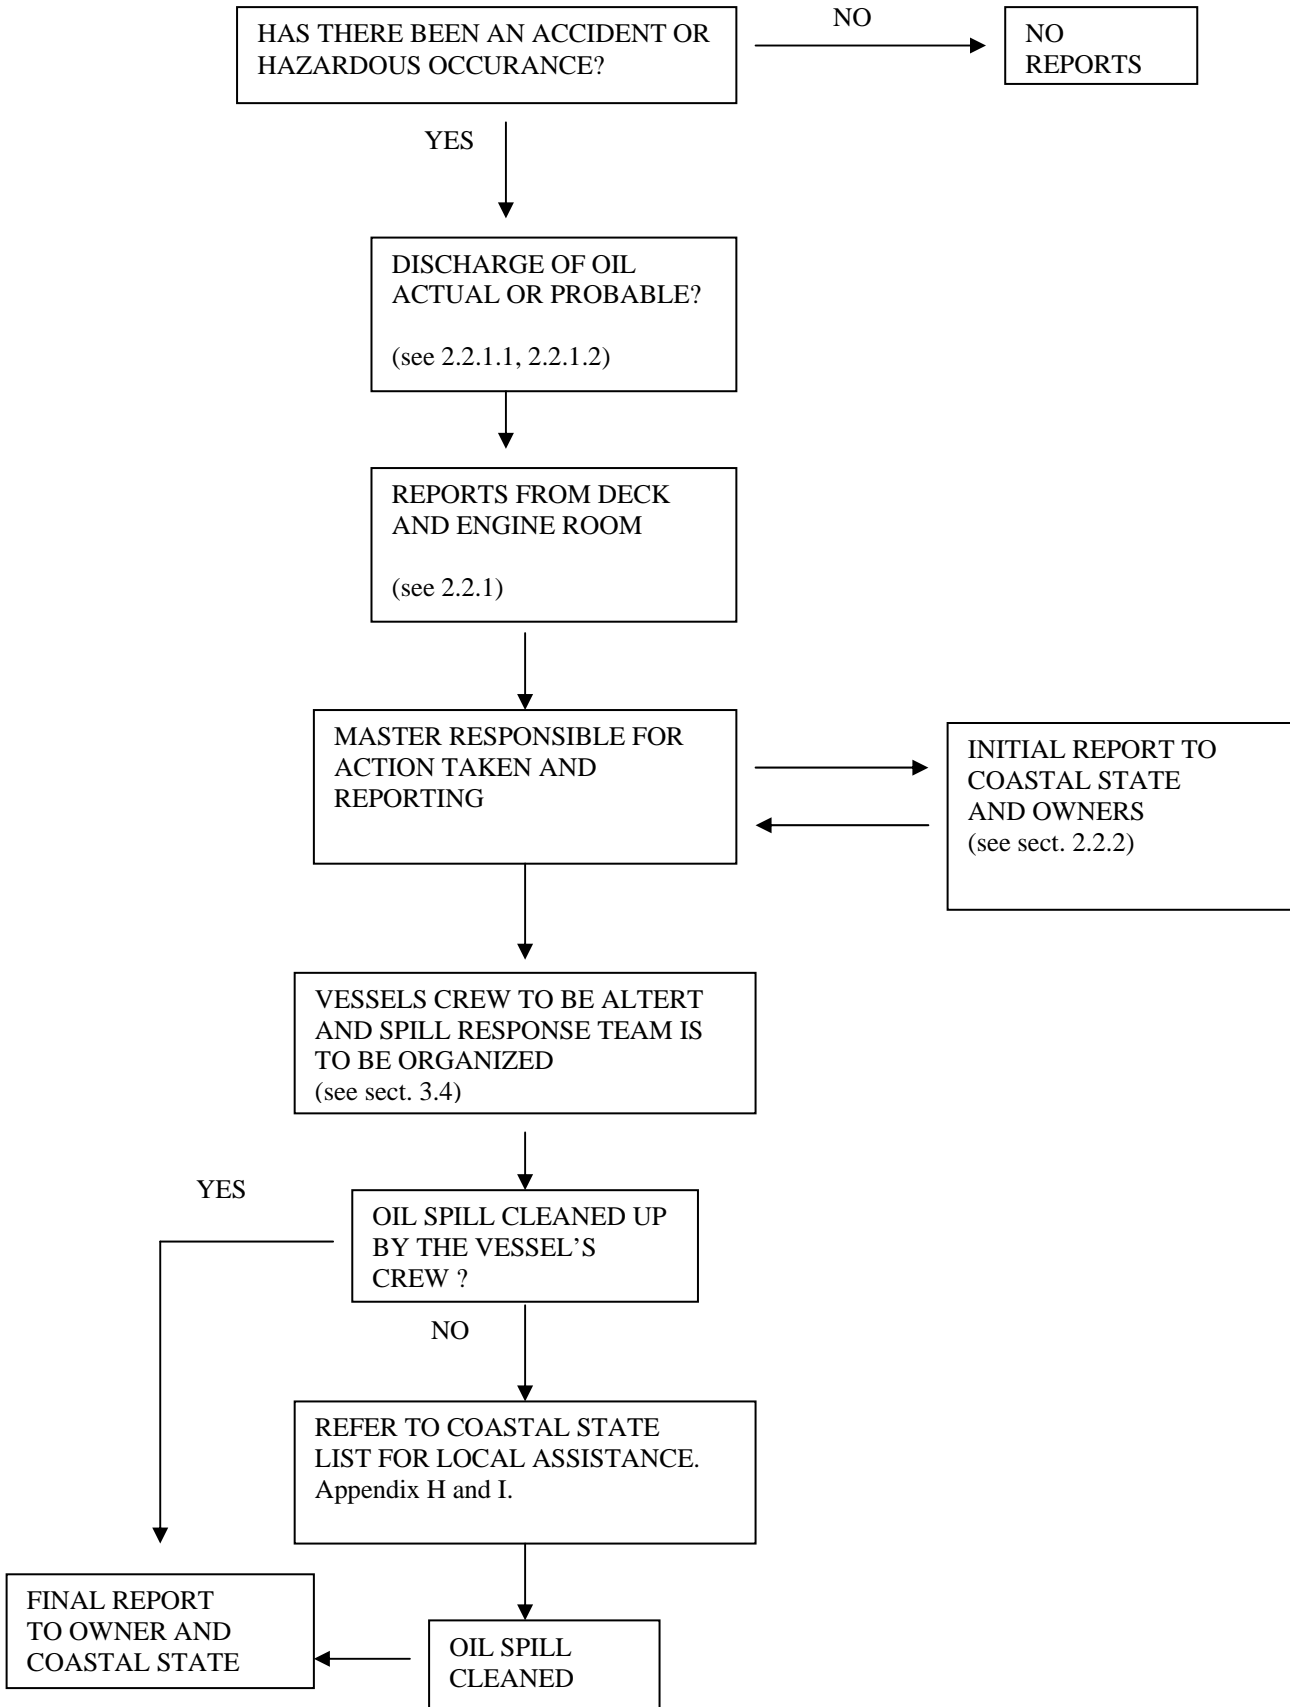 HAS THERE BEEN AN ACCIDENT OR
HAZARDOUS OCCURANCE?
NO
NO
REPORTS
YES
DISCHARGE OF OIL
ACTUAL OR PROBABLE?
(see 2.2.1.1, 2.2.1.2)
REPORTS FROM DECK
AND ENGINE ROOM
(see 2.2.1)
MASTER RESPONSIBLE FOR
ACTION TAKEN AND
REPORTING
INITIAL REPORT TO
COASTAL STATE
AND OWNERS
(see sect. 2.2.2)
VESSELS CREW TO BE ALTERT
AND SPILL RESPONSE TEAM IS
TO BE ORGANIZED
(see sect. 3.4)
YES
OIL SPILL CLEANED UP
BY THE VESSEL’S
CREW ?
NO
REFER TO COASTAL STATE
LIST FOR LOCAL ASSISTANCE.
Appendix H and I.
FINAL REPORT
TO OWNER AND
COASTAL STATE
OIL SPILL
CLEANED